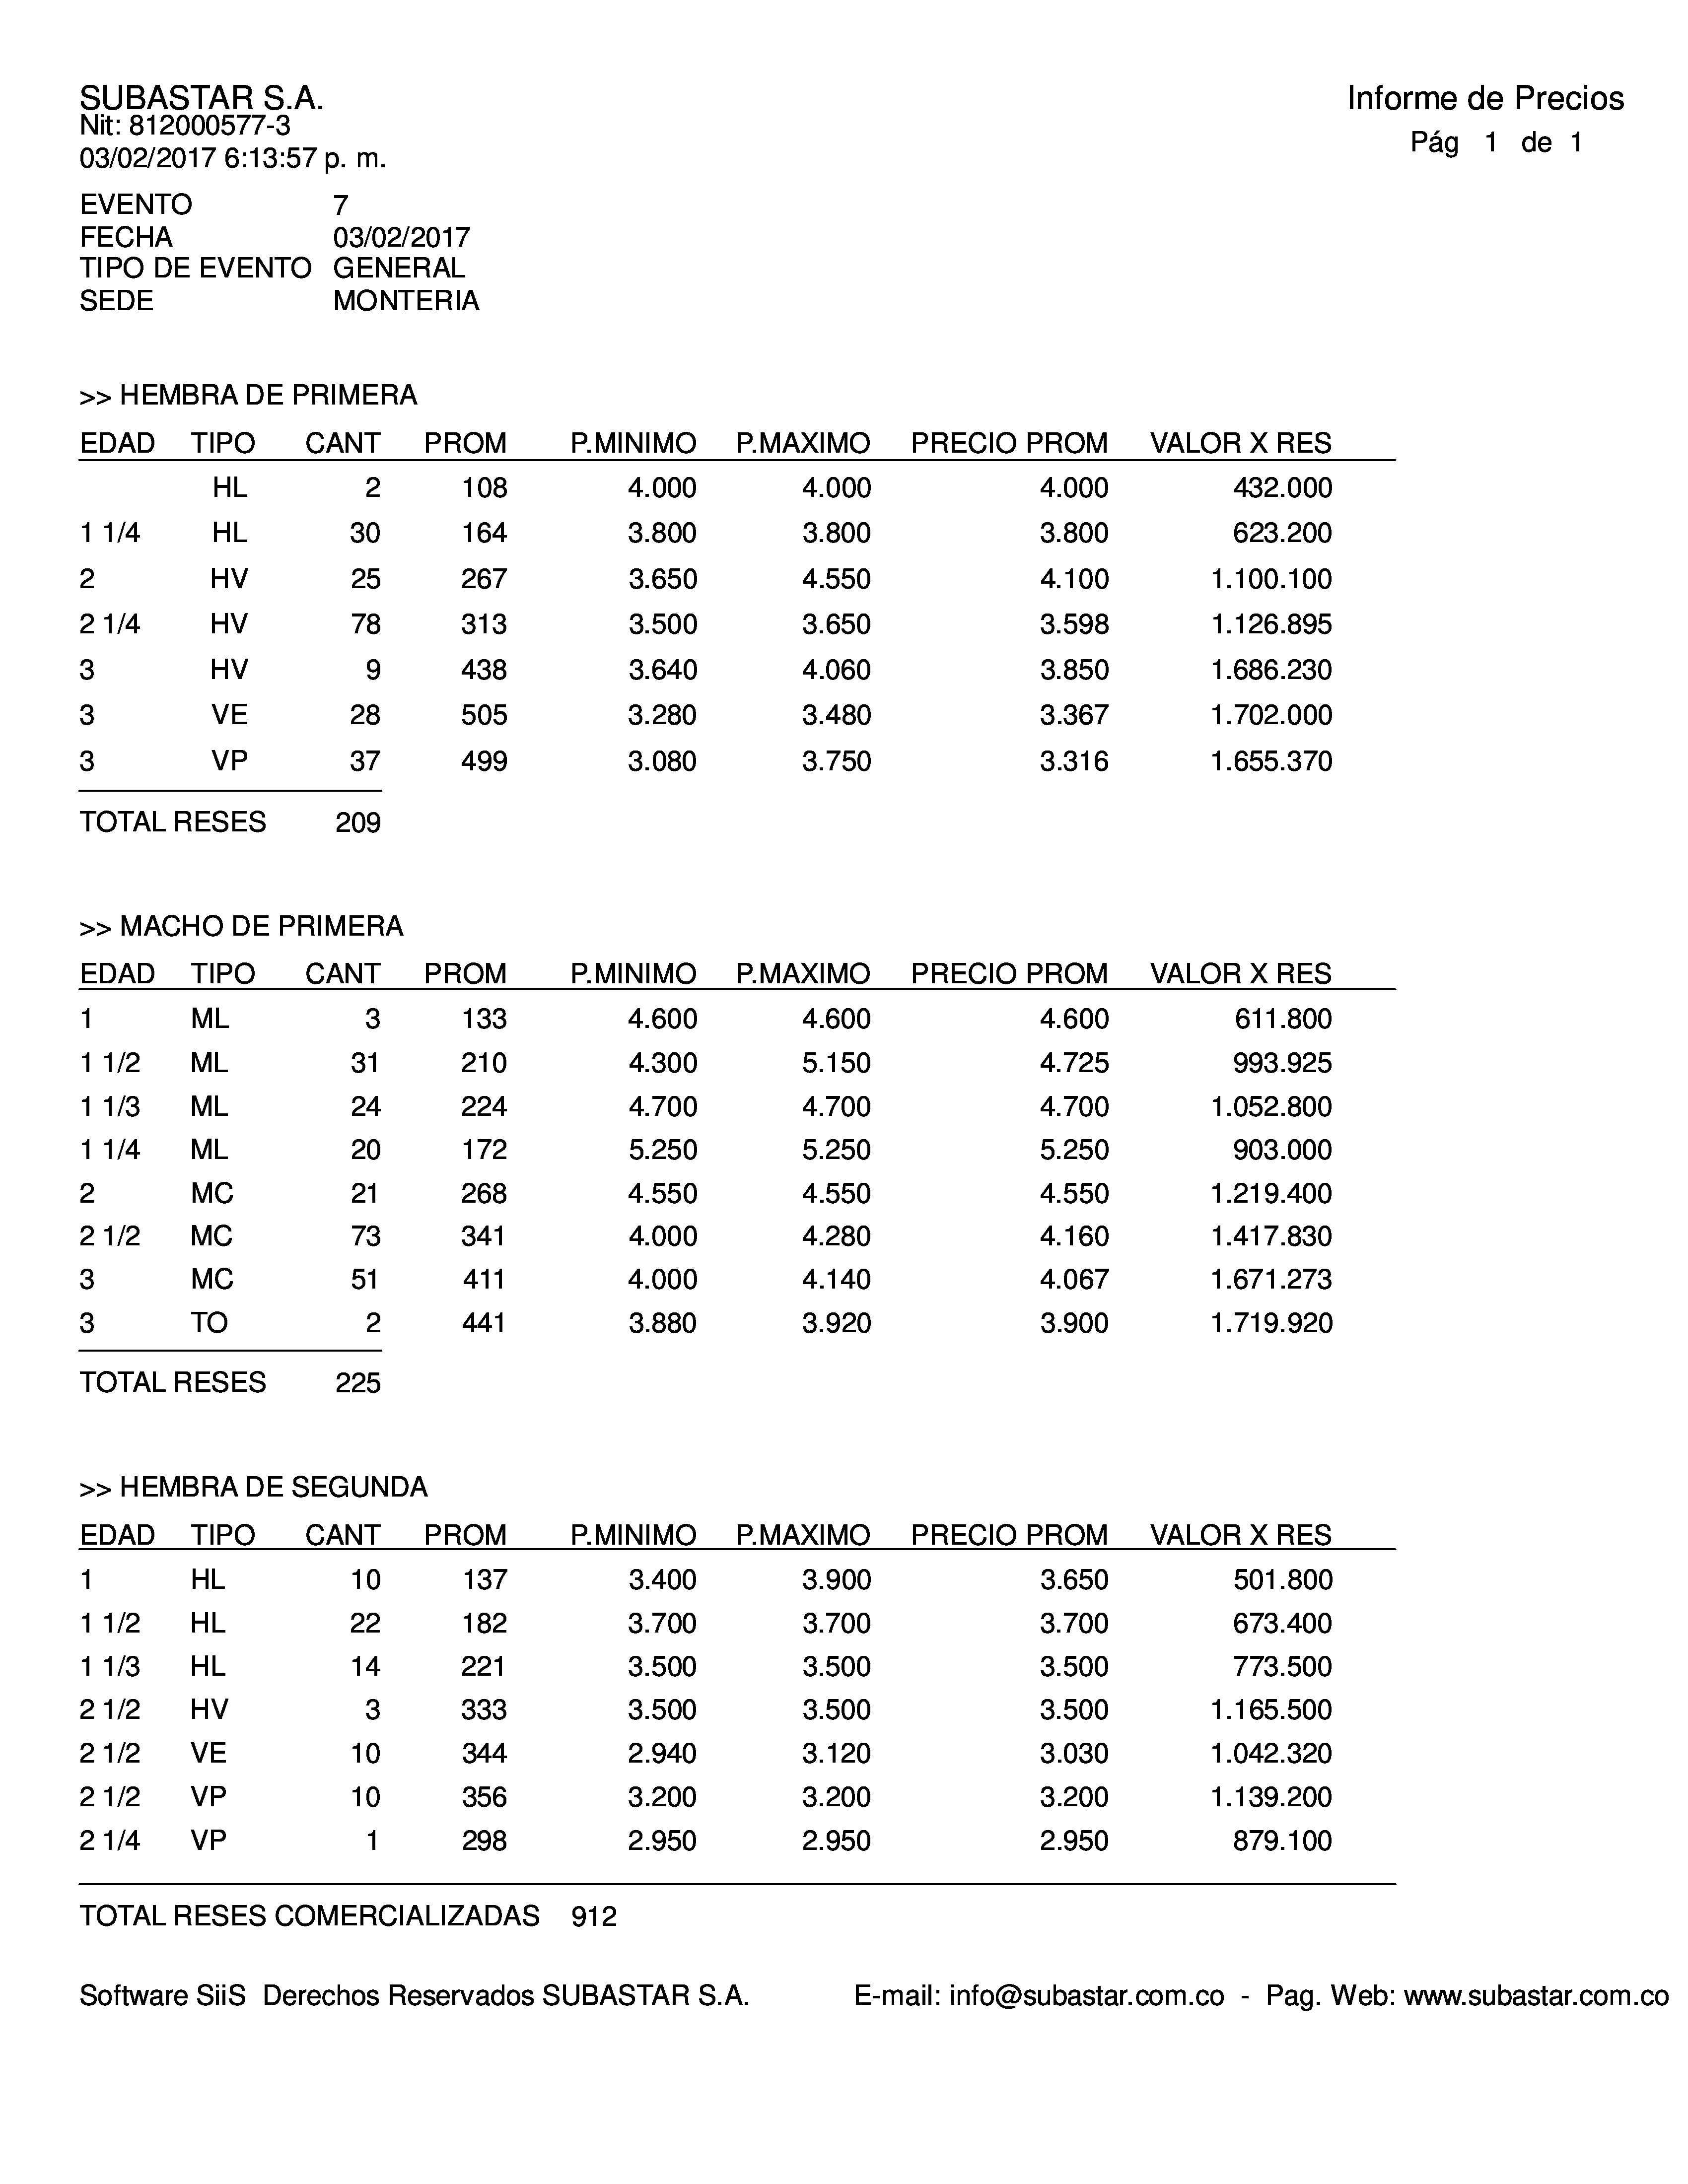 SUBASTAR S.A.
Nit: 812000577-3
03/02/2017 6:13:57 p. m.
Informe de Precios
Pág 1 de 1
EVENTO 7
FECHA 03/02/2017
TIPO DE EVENTO GENERAL
SEDE MONTERIA
>> HEMBRA DE PRIMERA
EDAD TIPO CANT PROM P.MINIMO P.MAXIMO PRECIO PROM VALOR X RES
HL 2 108 4.000 4.000 4.000 432.000
1 1/4 HL 30 164 3.800 3.800 3.800 623.200
2 HV 25 267 3.650 4.550 4.100 1.100.100
2 1/4 HV 78 313 3.500 3.650 3.598 1.126.895
3 HV 9 438 3.640 4.060 3.850 1.686.230
3 VE 28 505 3.280 3.480 3.367 1.702.000
3 VP 37 499 3.080 3.750 3.316 1.655.370
TOTAL RESES 209
>> MACHO DE PRIMERA
EDAD TIPO CANT PROM P.MINIMO P.MAXIMO PRECIO PROM VALOR X RES
1 ML 3 133 4.600 4.600 4.600 611.800
1 1/2 ML 31 210 4.300 5.150 4.725 993.925
1 1/3 ML 24 224 4.700 4.700 4.700 1.052.800
1 1/4 ML 20 172 5.250 5.250 5.250 903.000
2 MC 21 268 4.550 4.550 4.550 1.219.400
2 1/2 MC 73 341 4.000 4.280 4.160 1.417.830
3 MC 51 411 4.000 4.140 4.067 1.671.273
3 TO 2 441 3.880 3.920 3.900 1.719.920
TOTAL RESES 225
>> HEMBRA DE SEGUNDA
EDAD TIPO CANT PROM P.MINIMO P.MAXIMO PRECIO PROM VALOR X RES
1 HL 10 137 3.400 3.900 3.650 501.800
1 1/2 HL 22 182 3.700 3.700 3.700 673.400
1 1/3 HL 14 221 3.500 3.500 3.500 773.500
2 1/2 HV 3 333 3.500 3.500 3.500 1.165.500
2 1/2 VE 10 344 2.940 3.120 3.030 1.042.320
2 1/2 VP 10 356 3.200 3.200 3.200 1.139.200
2 1/4 VP 1 298 2.950 2.950 2.950 879.100
TOTAL RESES COMERCIALIZADAS 912
Software SiiS Derechos Reservados SUBASTAR S.A. E-mail: info@subastar.com.co - Pag. Web: www.subastar.com.co